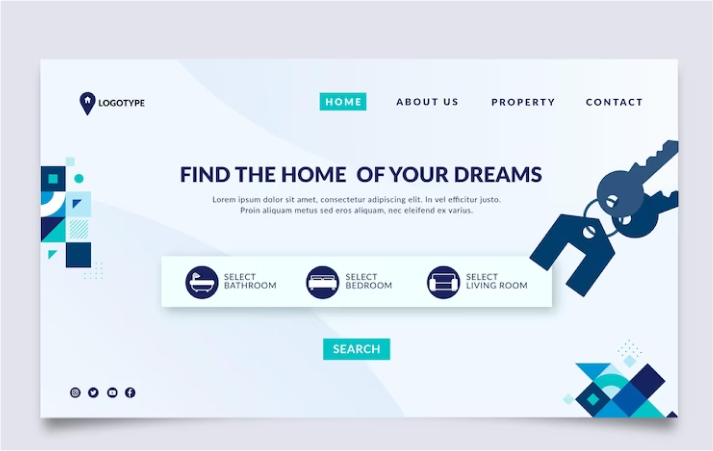 LOGOTYPE
HOME ABOUT US PROPERTY CONTACT
FIND THE HOME OF YOUR DREAMS
Lorem ipsum dolor sit amet, consectetur adipiscing elit. In vel efficitur justo.
Proin aliquam metus sed eros aliquam, nec eleifend ex varius.
SELECT
BATHROOM
SELECT
BEDROOM
SELECT
LIVING ROOM
SEARCH